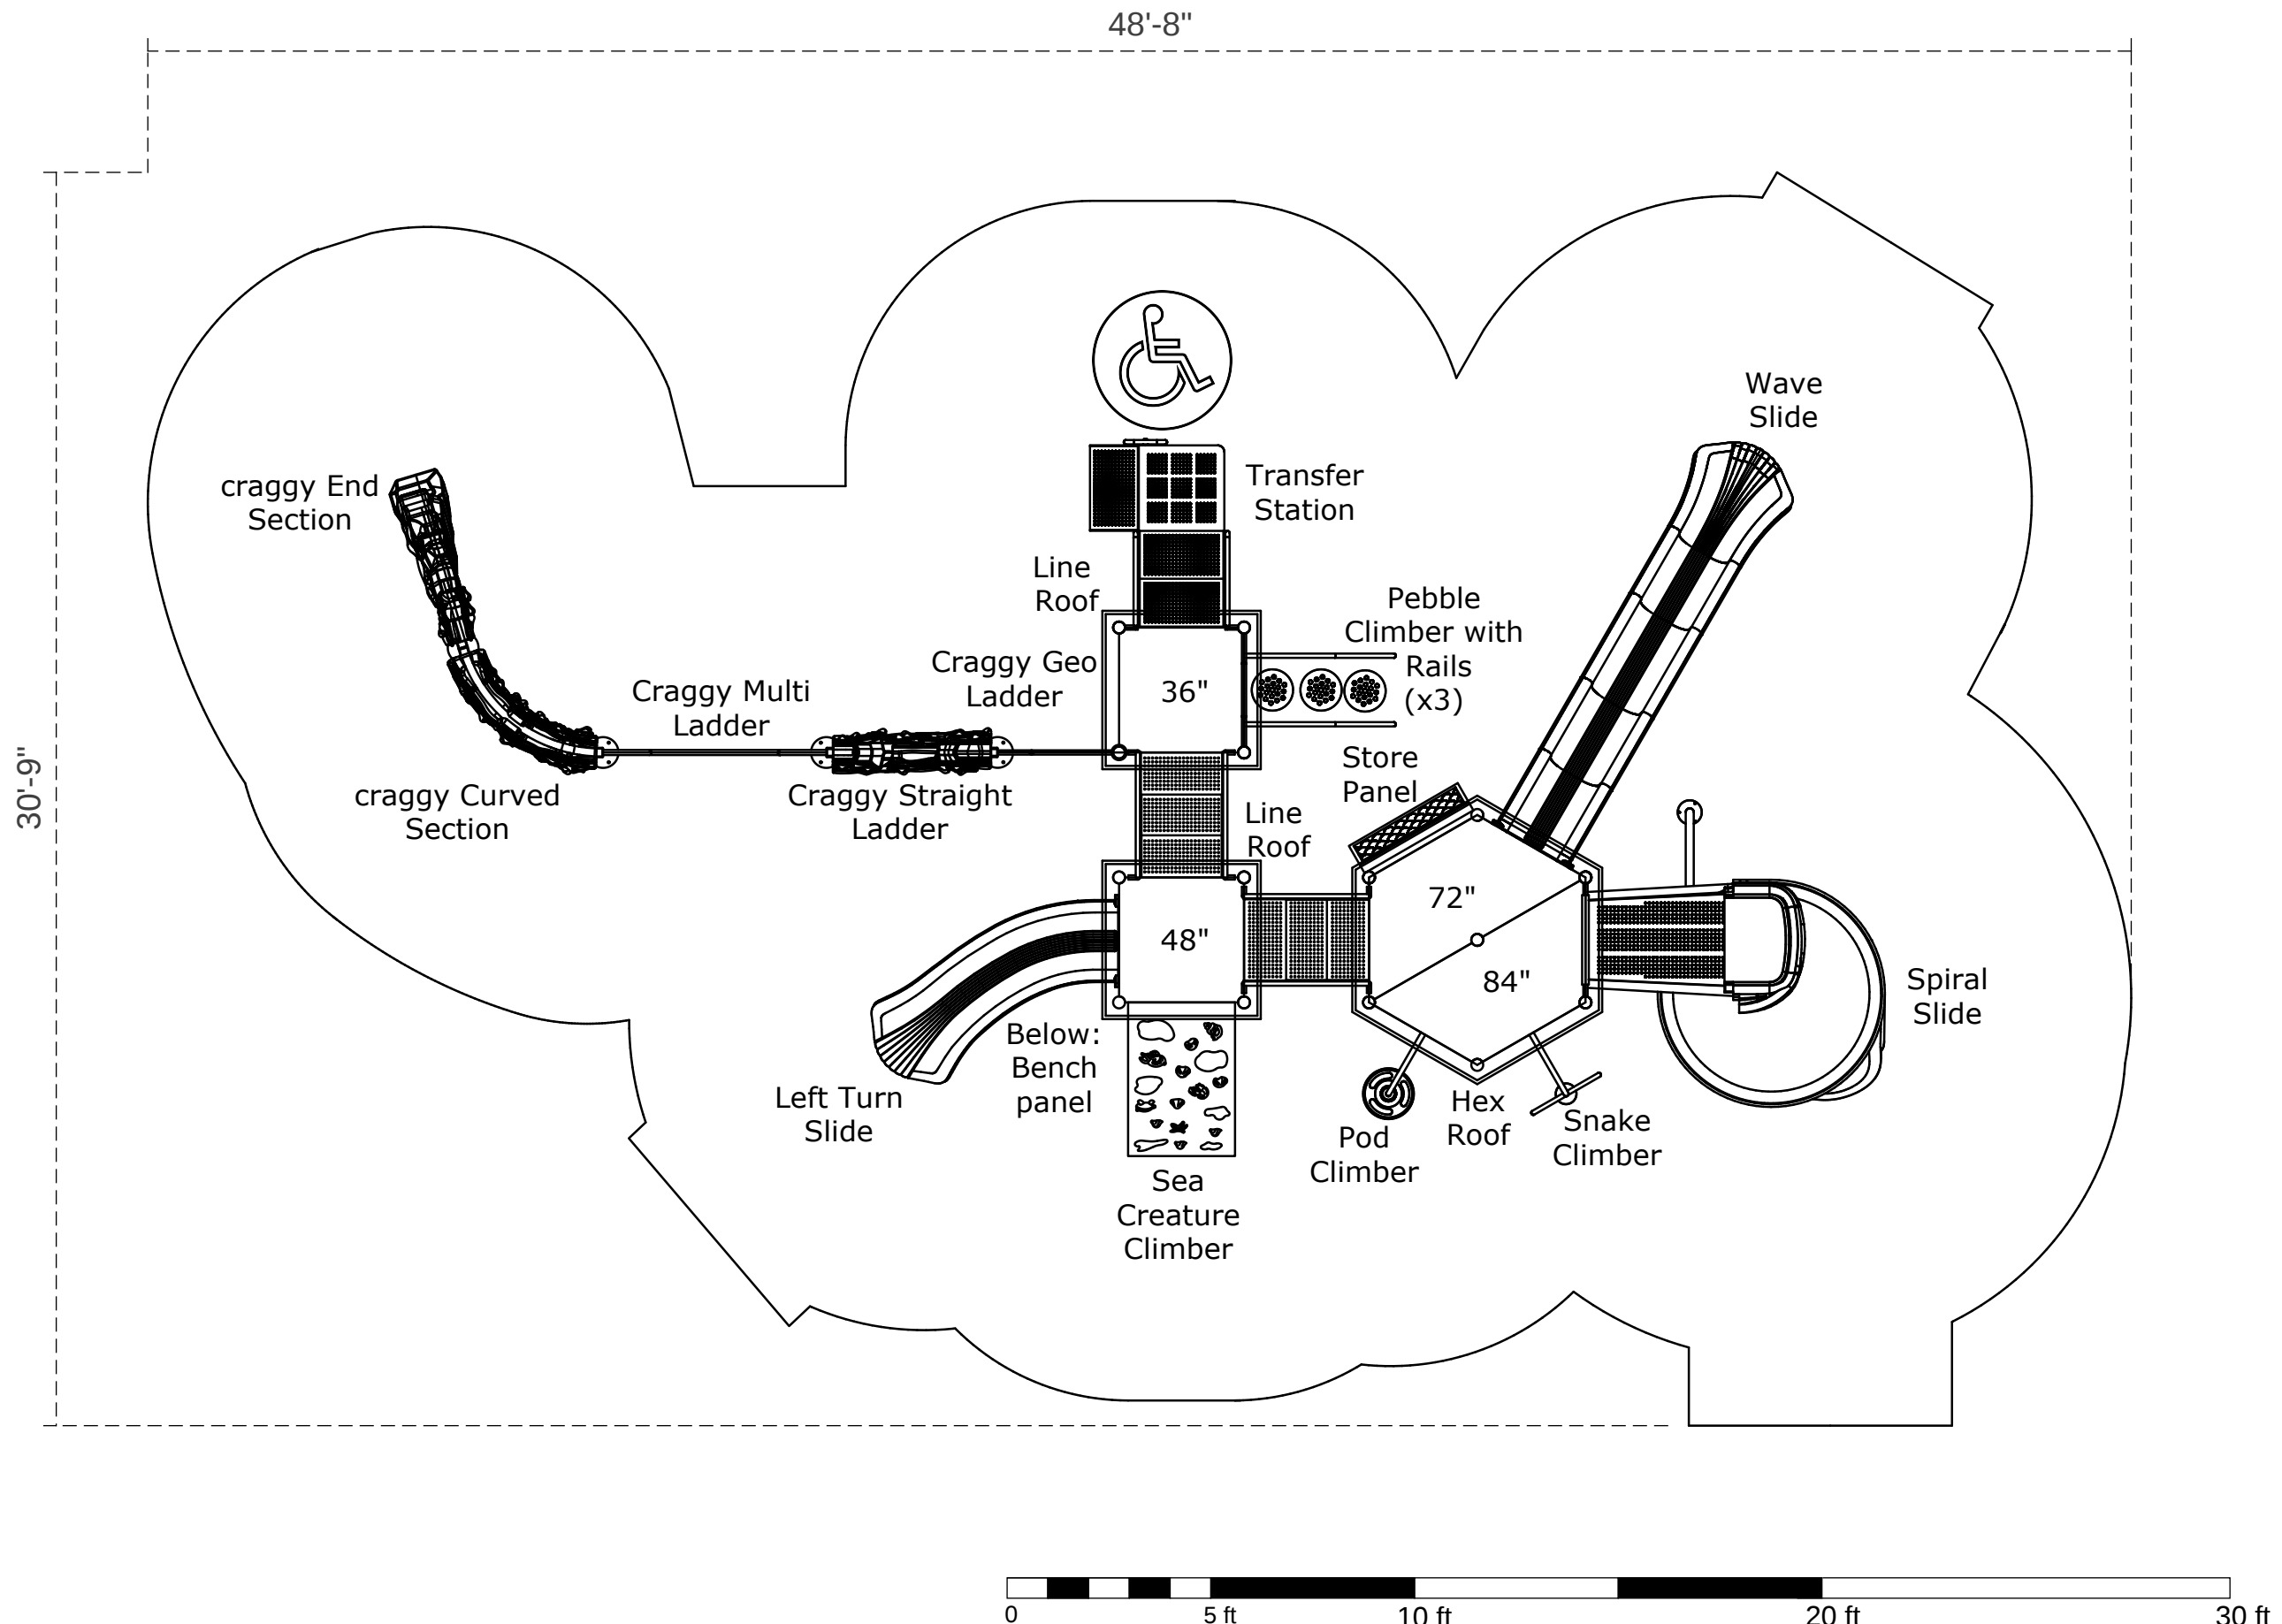 48'-8"
30'-9"
Wave
Slide
craggy End
Section
Transfer
Station
Line
Roof
Pebble
Climber with
Rails
(x3)
Craggy Geo
Ladder
Craggy Multi
Ladder
36"
Store
Panel
craggy Curved
Section
Craggy Straight
Ladder
Line
Roof
72"
48"
84"
Spiral
Slide
Below:
Bench
panel
Left Turn
Slide
Hex
Roof
Snake
Climber
Pod
Climber
Sea
Creature
Climber
0
5 ft
10 ft
20 ft
30 ft